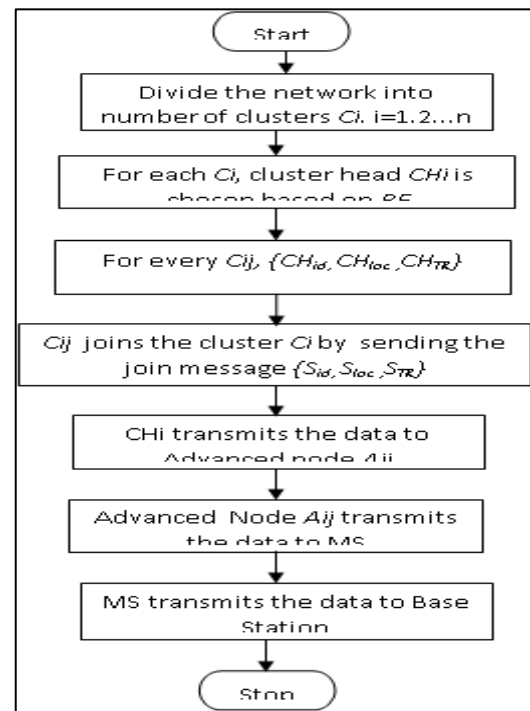 Start
Divide the network into
number of clusters Ci. i=1.2...n
For each Ci, cluster head CHi is
chosen based on RE
For every Cij, {CHid, CHloc, CHTR}
Cij joins the cluster Ci by sending the
join message {Sid, Sloc, STR}
CHi transmits the data to
Advanced node Aij
Advanced Node Aij transmits
the data to MS
MS transmits the data to Base
Station
Stop